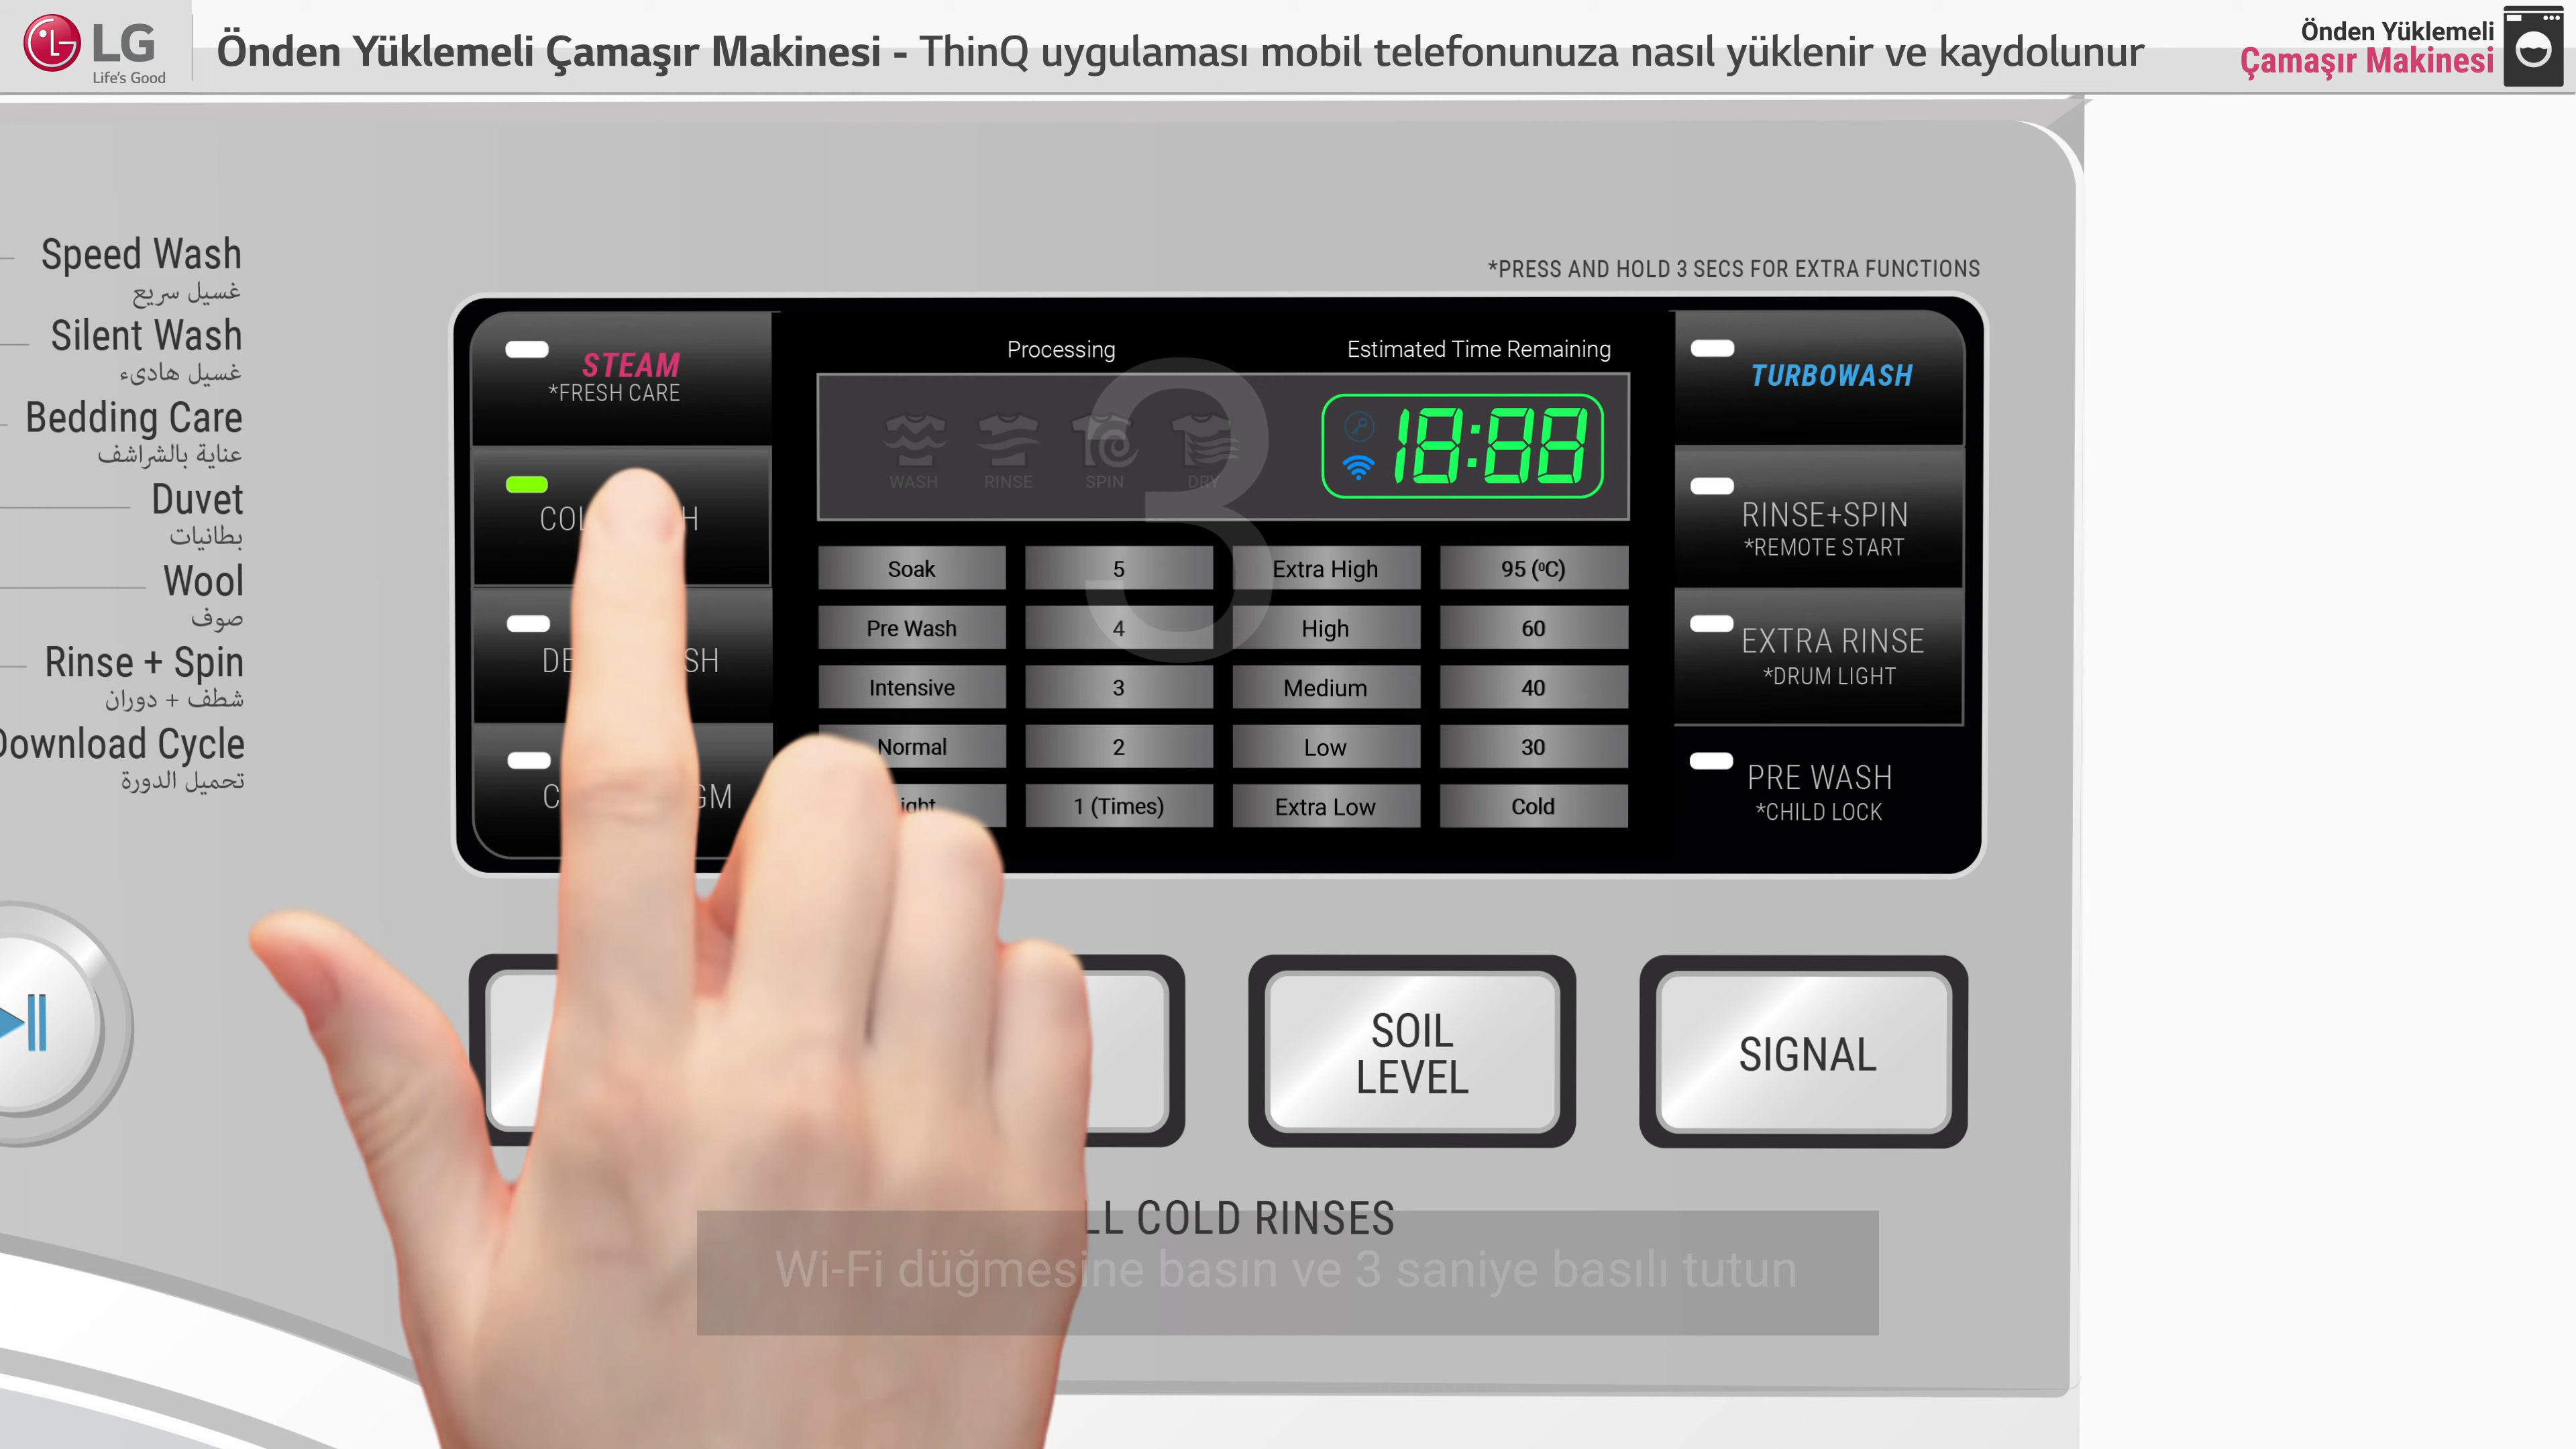 LG
Life's Good
Önden Yüklemeli Çamaşır Makinesi - ThinQ uygulaması mobil telefonunuza nasıl yüklenir ve kaydolunur
Önden Yüklemeli
Çamaşır Makinesi
Speed Wash
غسيل سريع
Silent Wash
غسيل هادىء
Bedding Care
عناية بالشراشف
Duvet
بطانيات
Wool
صوف
Rinse + Spin
شطف + دوران
Download Cycle
تحميل الدورة
*PRESS AND HOLD 3 SECS FOR EXTRA FUNCTIONS
STEAM
*FRESH CARE
Processing
Estimated Time Remaining
WASH RINSE SPIN DRY
18:88
3
TURBOWASH
RINSE+SPIN
*REMOTE START
EXTRA RINSE
*DRUM LIGHT
PRE WASH
*CHILD LOCK
Soak 5 Extra High 95 (ºC)
Pre Wash 4 High 60
Intensive 3 Medium 40
Normal 2 Low 30
1 (Times) Extra Low Cold
SOIL
LEVEL
SIGNAL
COLD RINSES
Wi-Fi düğmesine basın ve 3 saniye basılı tutun